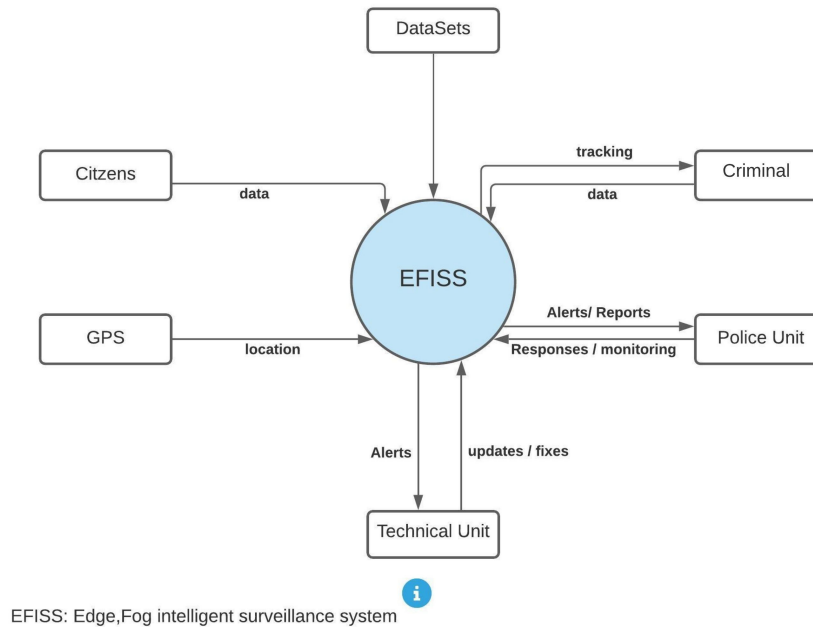 DataSets
tracking
Citzens
Criminal
data
data
EFISS
Alerts/ Reports
GPS
Police Unit
location
Responses / monitoring
Alerts
updates / fixes
Technical Unit
i
EFISS: Edge,Fog intelligent surveillance system